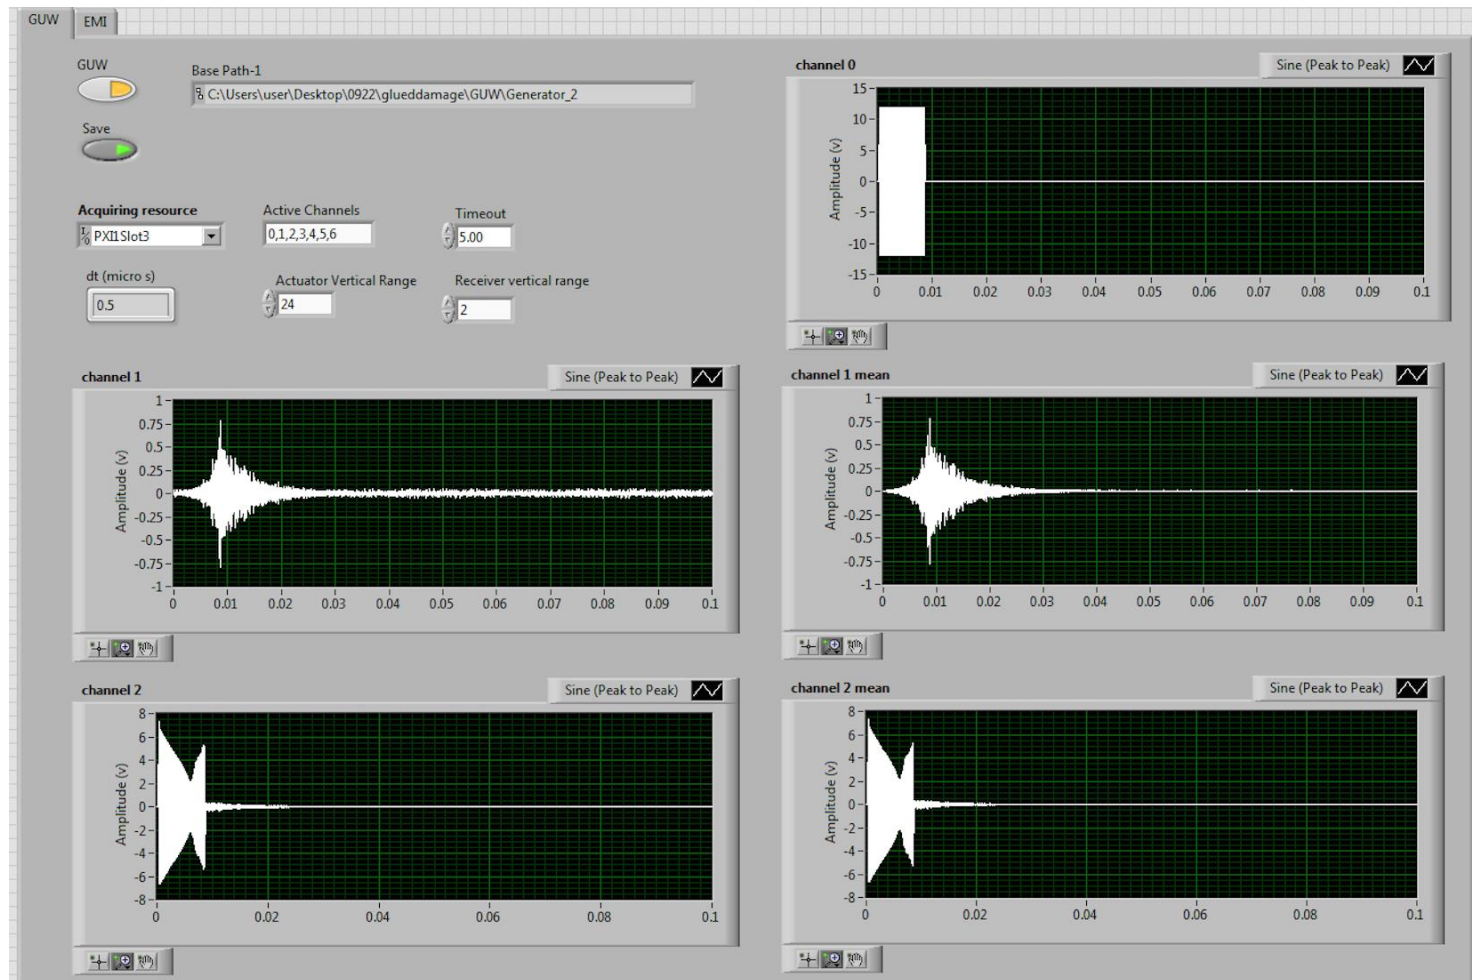 GUW EMI
GUW
Base Path-1
C:\Users\user\Desktop\0922\glueddamage\GUW\Generator_2
Save
Acquiring resource Active Channels Timeout
PXI1Slot3 0,1,2,3,4,5,6 5.00
dt (micro s) Actuator Vertical Range Receiver vertical range
0.5 24 2
channel 0 Sine (Peak to Peak)
Amplitude (v)
15
10
5
0
-5
-10
-15
0 0.01 0.02 0.03 0.04 0.05 0.06 0.07 0.08 0.09 0.1
channel 1 Sine (Peak to Peak)
Amplitude (v)
1
0.75
0.5
0.25
0
-0.25
-0.5
-0.75
-1
0 0.01 0.02 0.03 0.04 0.05 0.06 0.07 0.08 0.09 0.1
channel 1 mean Sine (Peak to Peak)
Amplitude (v)
1
0.75
0.5
0.25
0
-0.25
-0.5
-0.75
-1
0 0.01 0.02 0.03 0.04 0.05 0.06 0.07 0.08 0.09 0.1
channel 2 Sine (Peak to Peak)
Amplitude (v)
8
6
4
2
0
-2
-4
-6
-8
0 0.02 0.04 0.06 0.08 0.1
channel 2 mean Sine (Peak to Peak)
Amplitude (v)
8
6
4
2
0
-2
-4
-6
-8
0 0.02 0.04 0.06 0.08 0.1